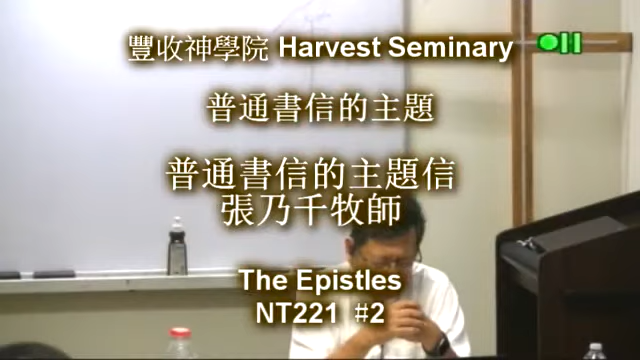 豐收神學院 Harvest Seminary
普通書信的主題
普通書信的主題信
張乃千牧師
The Epistles
NT221 #2